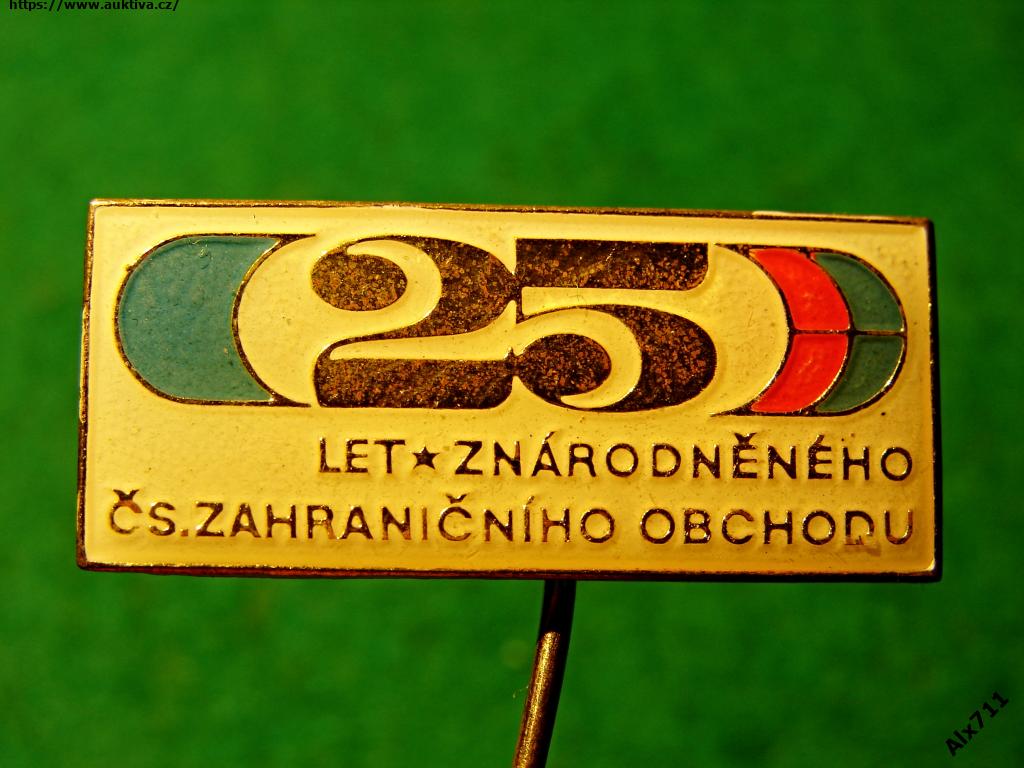 https://www.auktiva.cz/
25
LET★ZNÁRODNĚNÉHO
ČS.ZAHRANIČNÍHO OBCHODU
Alx711